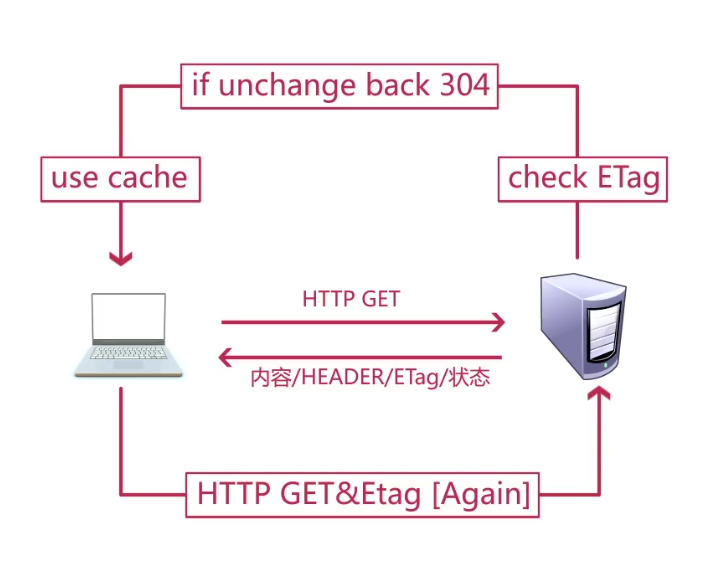 if unchange back 304
use cache
check ETag
HTTP GET
内容/HEADER/ETag/状态
HTTP GET&Etag [Again]